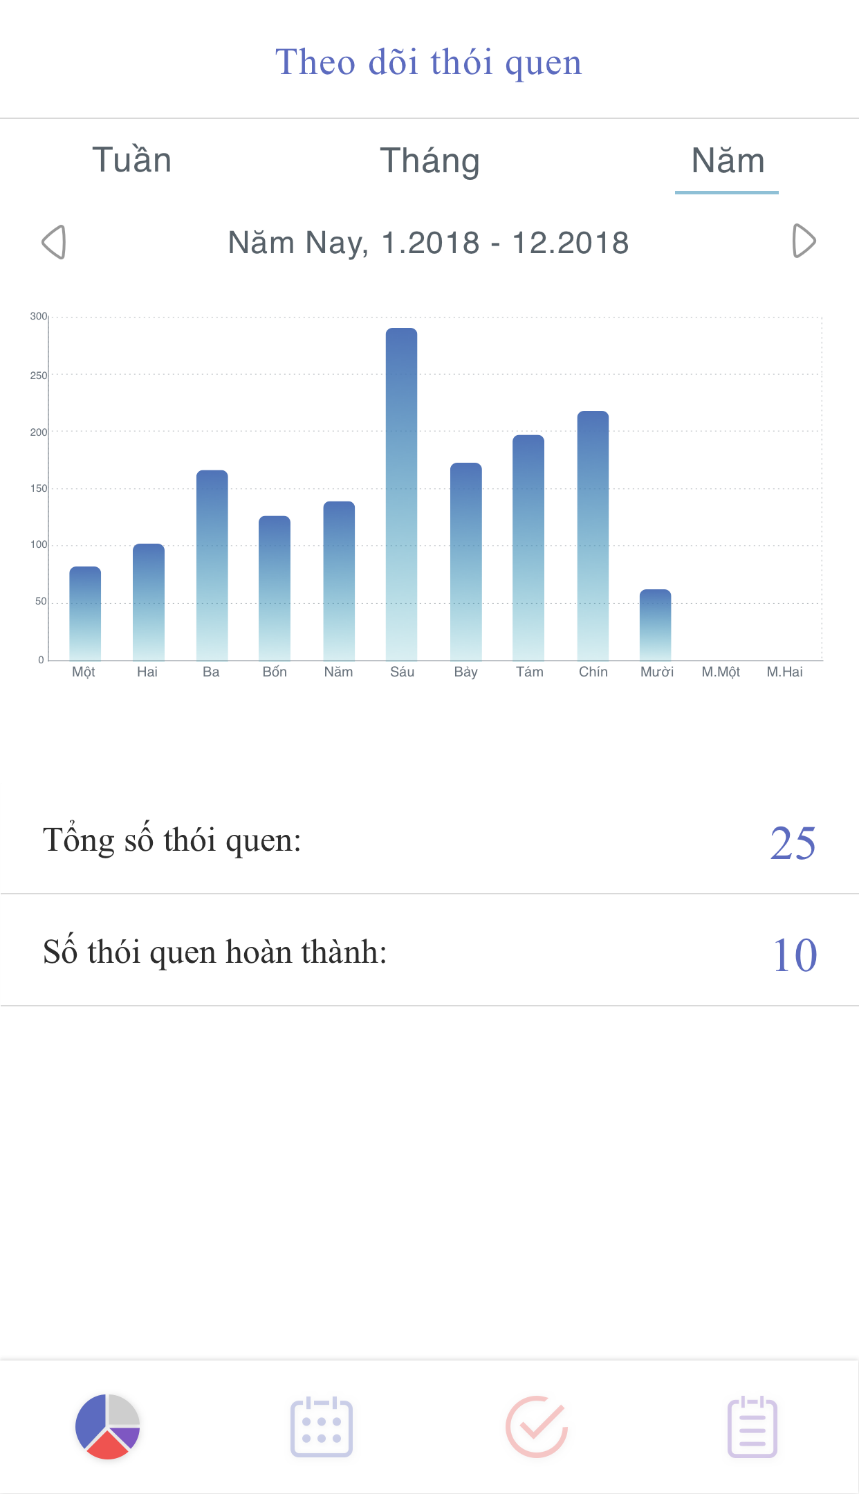 Theo dõi thói quen
Tuần Tháng Năm
Năm Nay, 1.2018 - 12.2018
300
250
200
150
100
50
0
Một Hai Ba Bốn Năm Sáu Bảy Tám Chín Mười M.Một M.Hai
Tổng số thói quen: 25
Số thói quen hoàn thành: 10